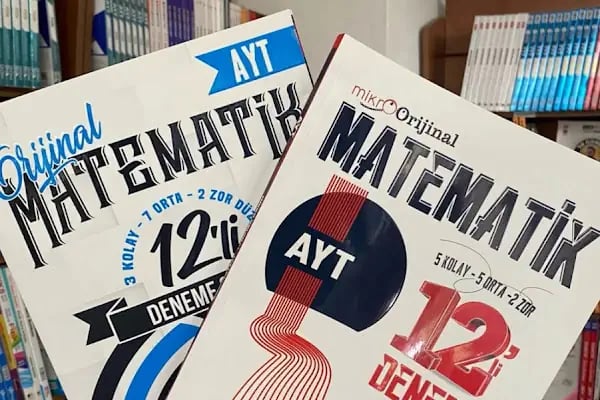 AYT
Orijinal
MATEMATİK
3 KOLAY - 7 ORTA - 2 ZOR
12'li
DENEME
mikro Orijinal
MATEMATİK
AYT
5 KOLAY - 5 ORTA - 2 ZOR
12'li